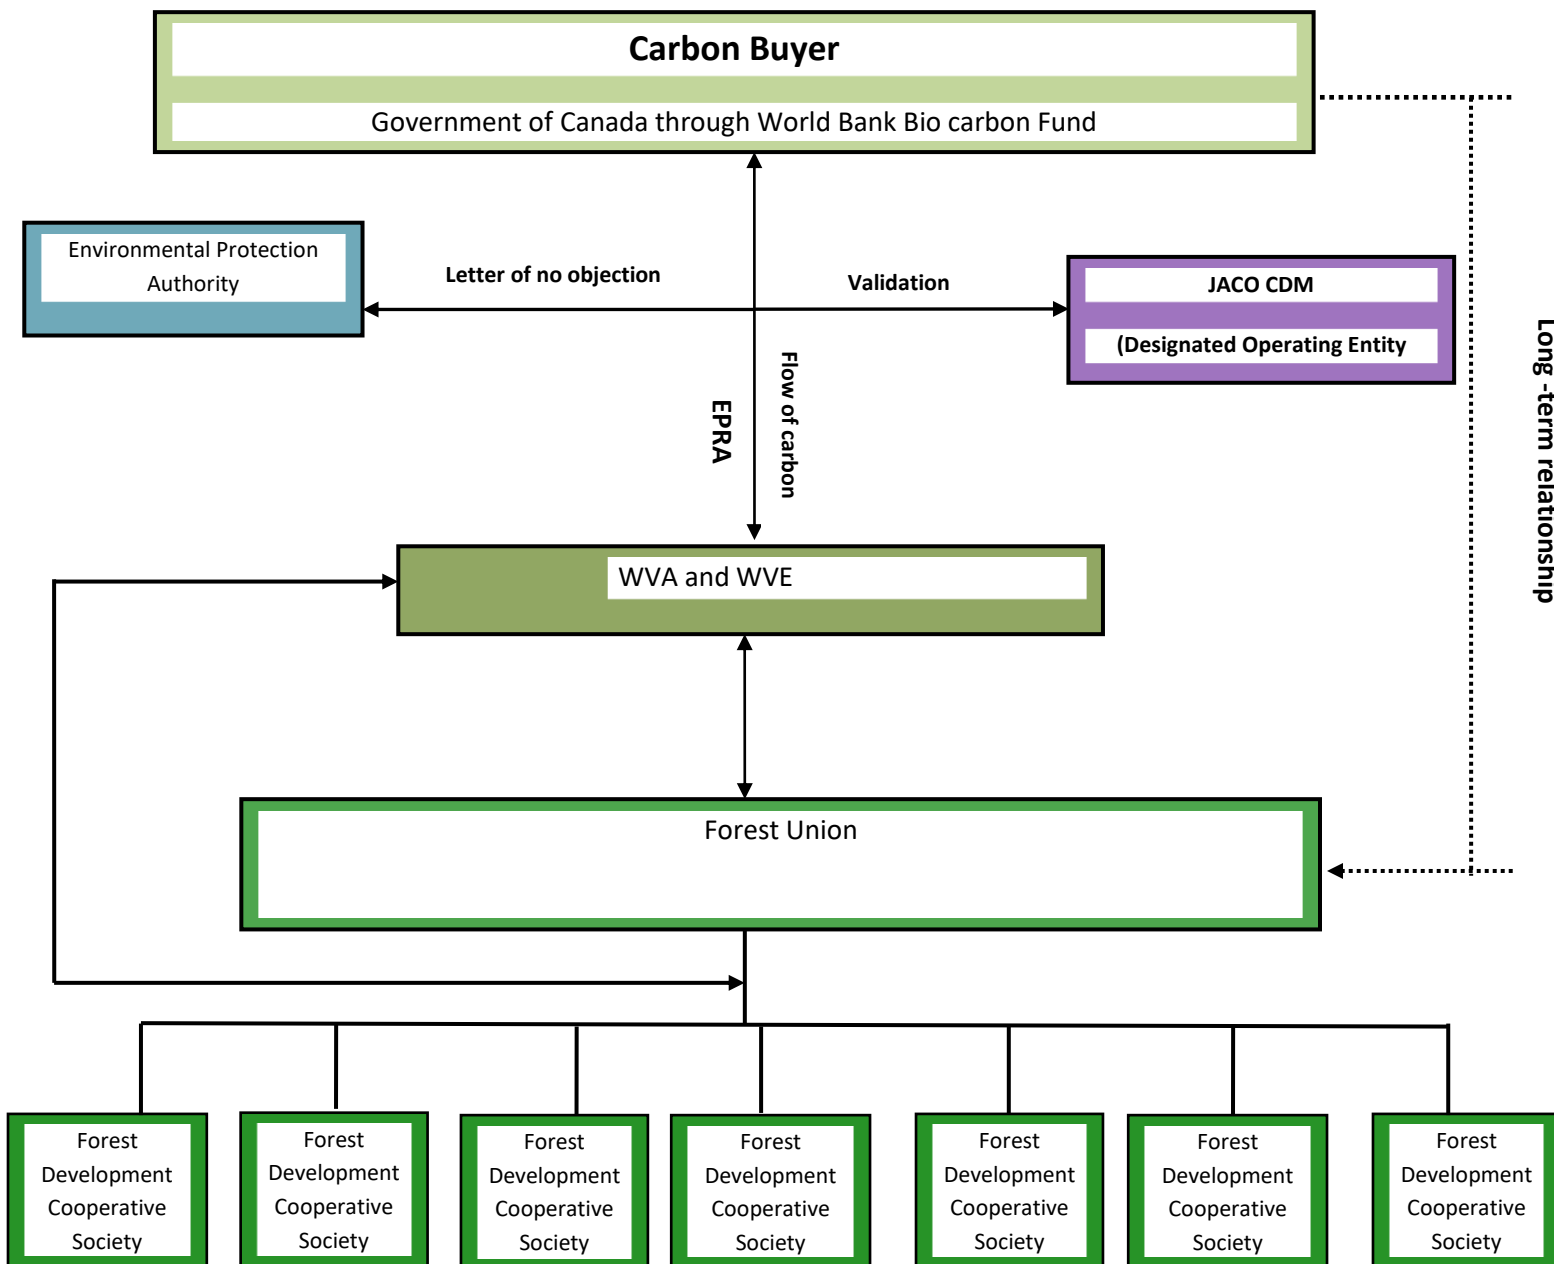 Carbon Buyer
Government of Canada through World Bank Bio carbon Fund
Environmental Protection
Authority
Letter of no objection
Validation
JACO CDM
(Designated Operating Entity
Flow of carbon
EPRA
Long -term relationship
WVA and WVE
Forest Union
Forest
Development
Cooperative
Society
Forest
Development
Cooperative
Society
Forest
Development
Cooperative
Society
Forest
Development
Cooperative
Society
Forest
Development
Cooperative
Society
Forest
Development
Cooperative
Society
Forest
Development
Cooperative
Society